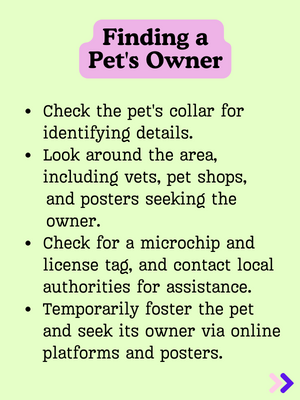 Finding a
Pet's Owner
• Check the pet's collar for
identifying details.
• Look around the area,
including vets, pet shops,
and posters seeking the
owner.
• Check for a microchip and
license tag, and contact local
authorities for assistance.
• Temporarily foster the pet
and seek its owner via online
platforms and posters.